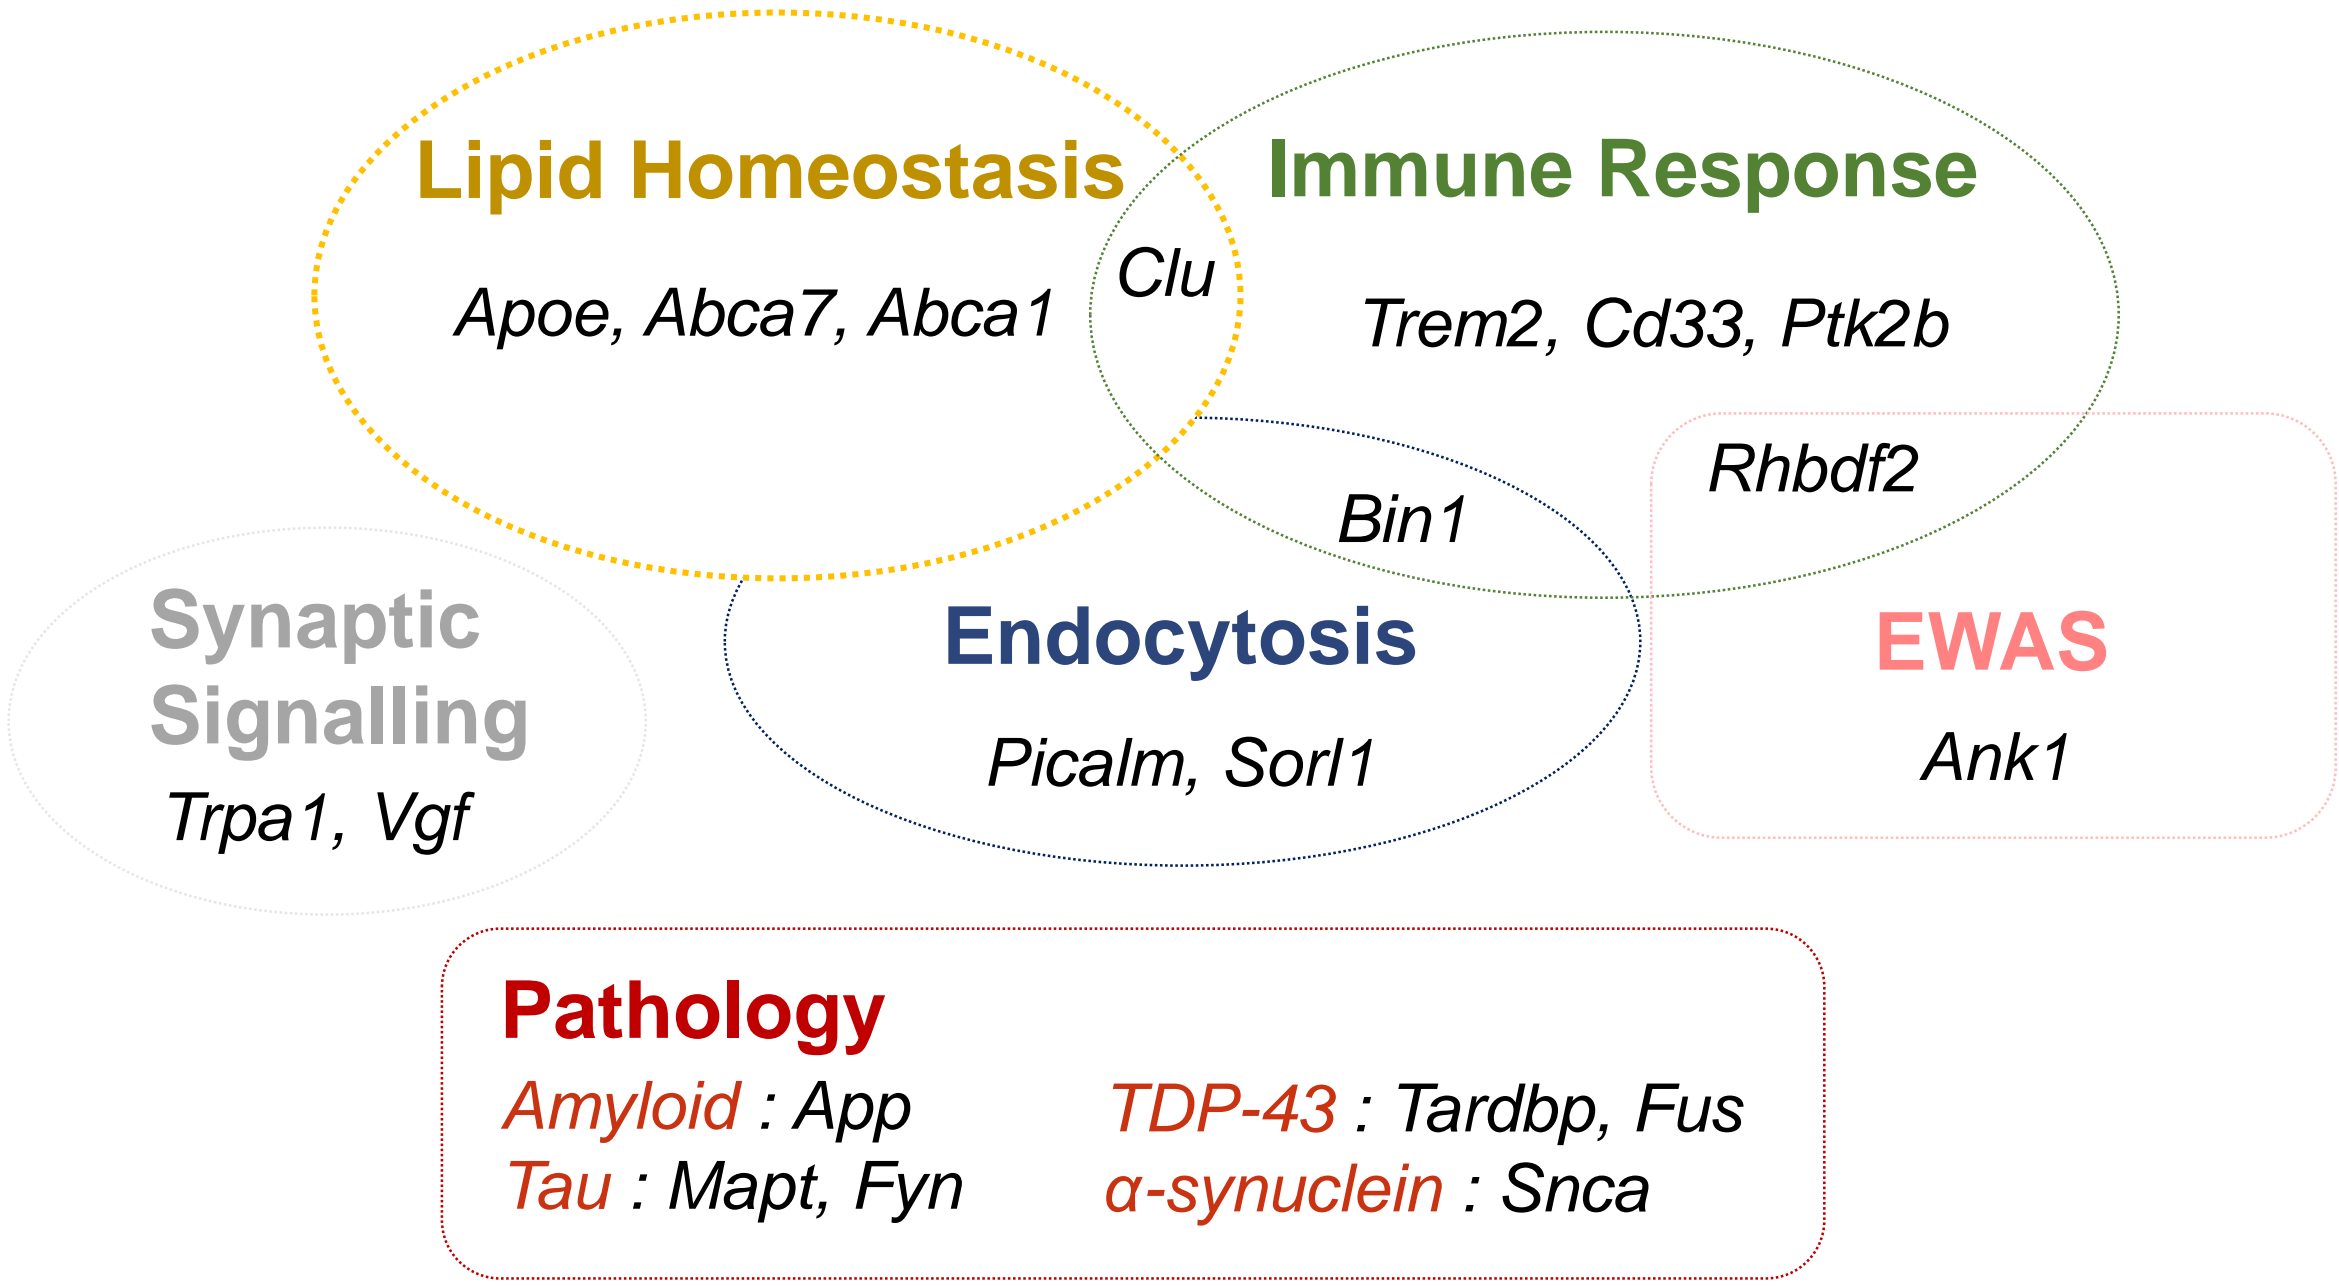 Lipid Homeostasis
Apoe, Abca7, Abca1
Clu
Immune Response
Trem2, Cd33, Ptk2b
Rhbdf2
Bin1
Synaptic
Signalling
Trpa1, Vgf
Endocytosis
Picalm, Sorl1
EWAS
Ank1
Pathology
Amyloid : App
Tau : Mapt, Fyn
TDP-43 : Tardbp, Fus
α-synuclein : Snca